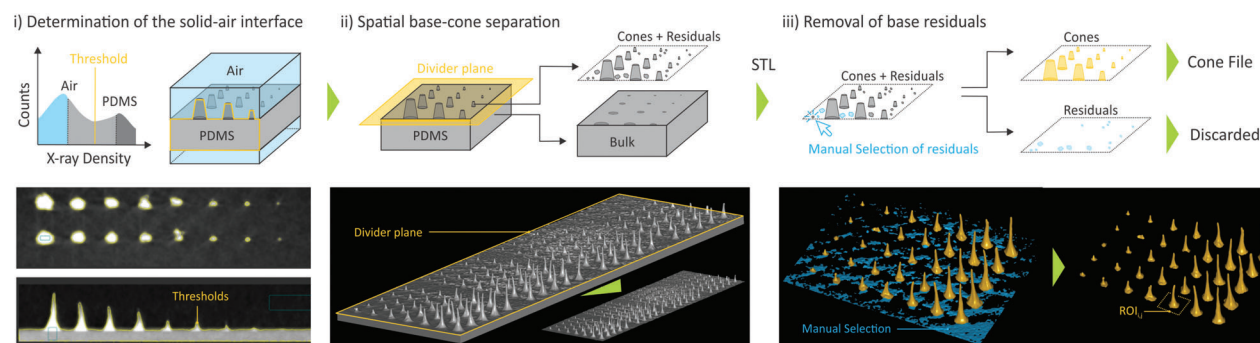 i) Determination of the solid-air interface
Threshold
Air
PDMS
Counts
X-ray Density
Air
PDMS
Thresholds
ii) Spatial base-cone separation
Divider plane
PDMS
Cones + Residuals
Bulk
Divider plane
STL
iii) Removal of base residuals
Cones + Residuals
Manual Selection of residuals
Cones
Residuals
Cone File
Discarded
Manual Selection
ROIi,j